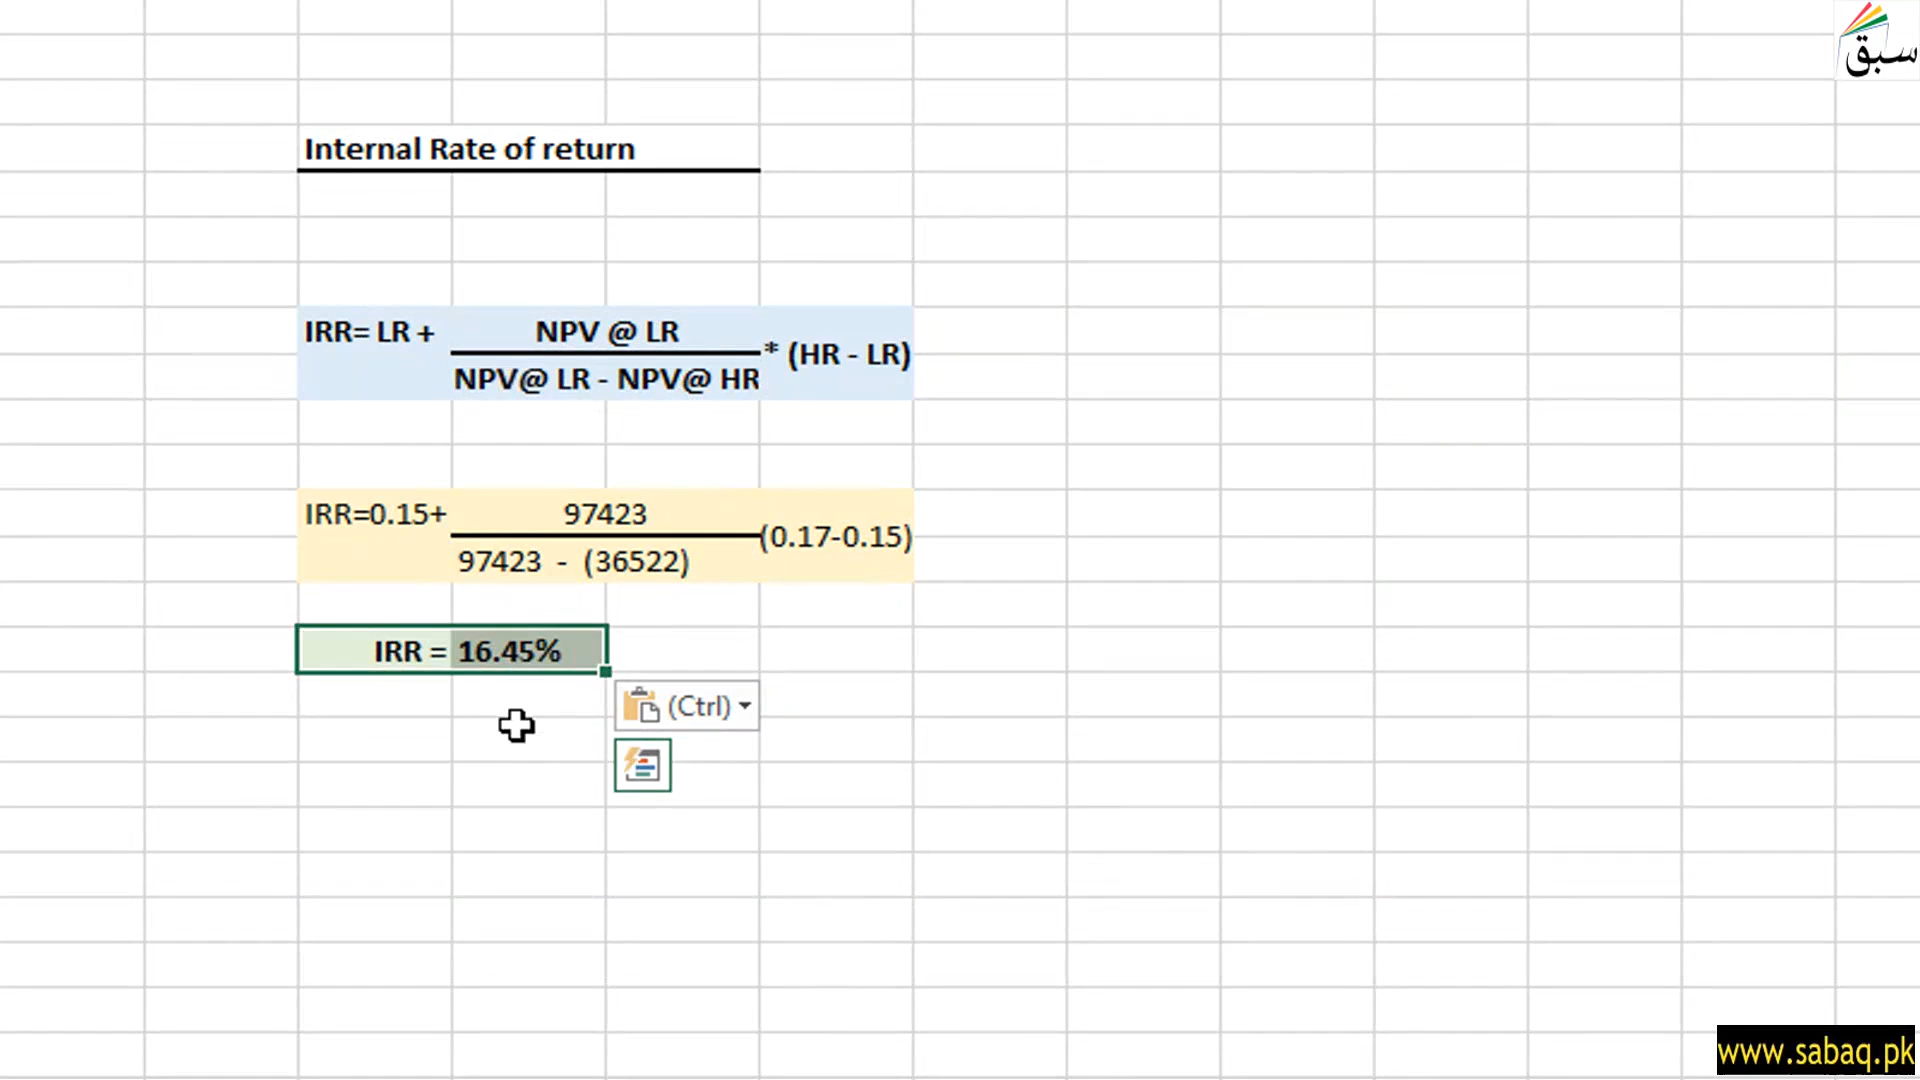 سبق
Internal Rate of return
IRR= LR +
NPV @ LR
NPV@ LR - NPV@ HR
* (HR - LR)
IRR=0.15+
97423
97423 - (36522)
(0.17-0.15)
IRR = 16.45%
(Ctrl)
www.sabaq.pk